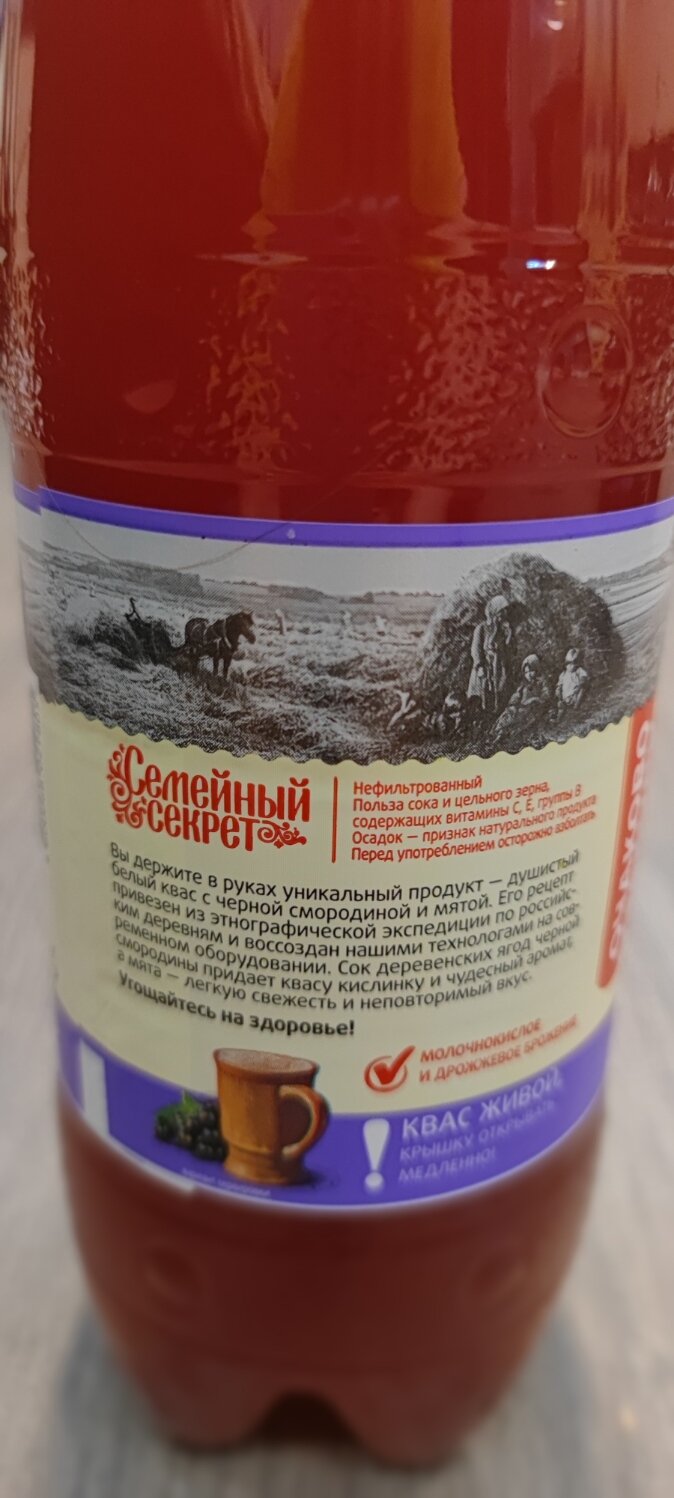 Семейный
секрет
Нефильтрованный
Польза сока и цельного зерна,
содержащих витамины С, Е, группы В
Осадок — признак натурального продукта
Перед употреблением осторожно взболтать
Вы держите в руках уникальный продукт — душистый
белый квас с черной смородиной и мятой. Его рецепт
привезен из этнографической экспедиции по российс-
ким деревням и воссоздан нашими технологами на сов-
ременном оборудовании. Сок деревенских ягод черной
смородины придает квасу кислинку и чудесный аромат,
а мята — легкую свежесть и неповторимый вкус.
Угощайтесь на здоровье!
МОЛОЧНОКИСЛОЕ
И ДРОЖЖЕВОЕ БРОЖЕНИЕ
! КВАС ЖИВОЙ,
КРЫШКУ ОТКРЫВАТЬ
МЕДЛЕННО!